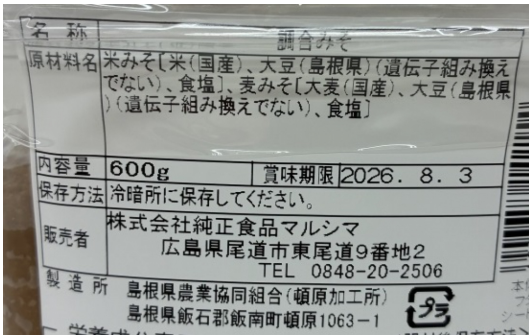 名称 調合みそ
原材料名 米みそ[米(国産)、大豆(島根県)(遺伝子組み換え
でない)、食塩]、麦みそ[大麦(国産)、大豆(島根県)
(遺伝子組み換えでない)、食塩]
内容量 600g 賞味期限 2026. 8. 3
保存方法 冷暗所に保存してください。
販売者 株式会社純正食品マルシマ
広島県尾道市東尾道9番地2
TEL 0848-20-2506
製造所 島根県農業協同組合(頓原加工所)
島根県飯石郡飯南町頓原1063-1
プラ